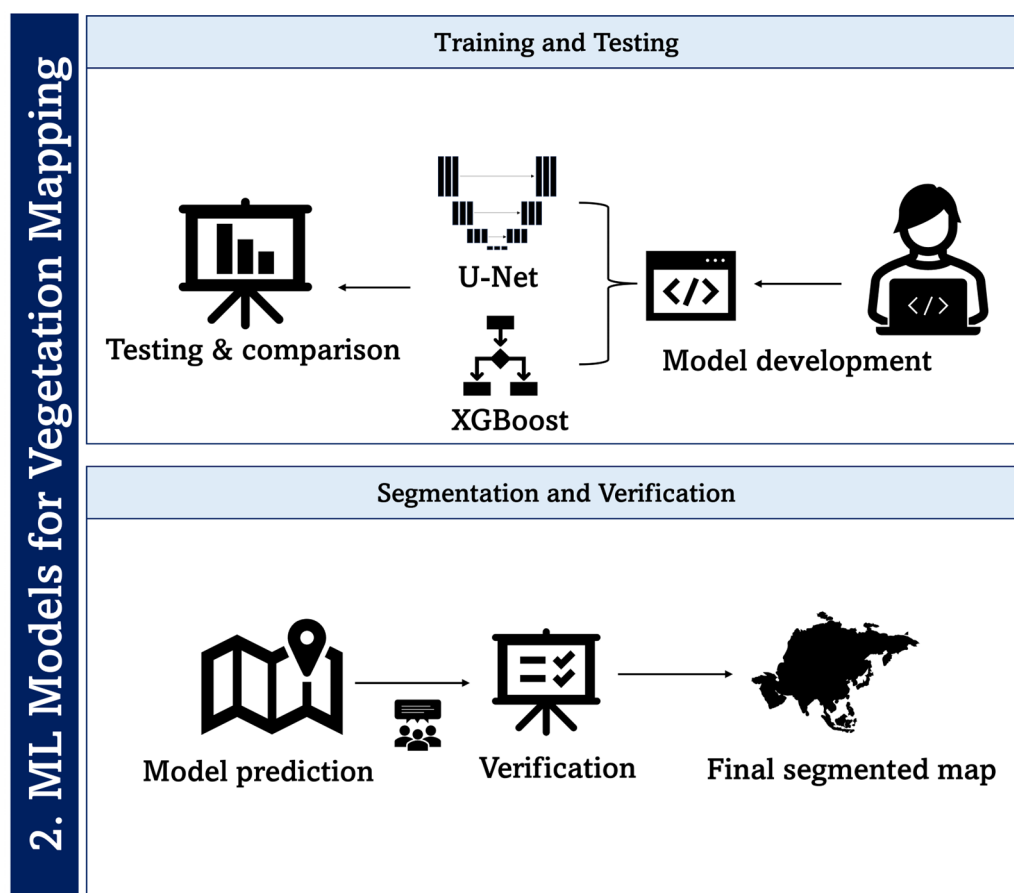 2. ML Models for Vegetation Mapping
Training and Testing
U-Net
</>
</>
Testing & comparison
Model development
XGBoost
Segmentation and Verification
Model prediction
Verification
Final segmented map